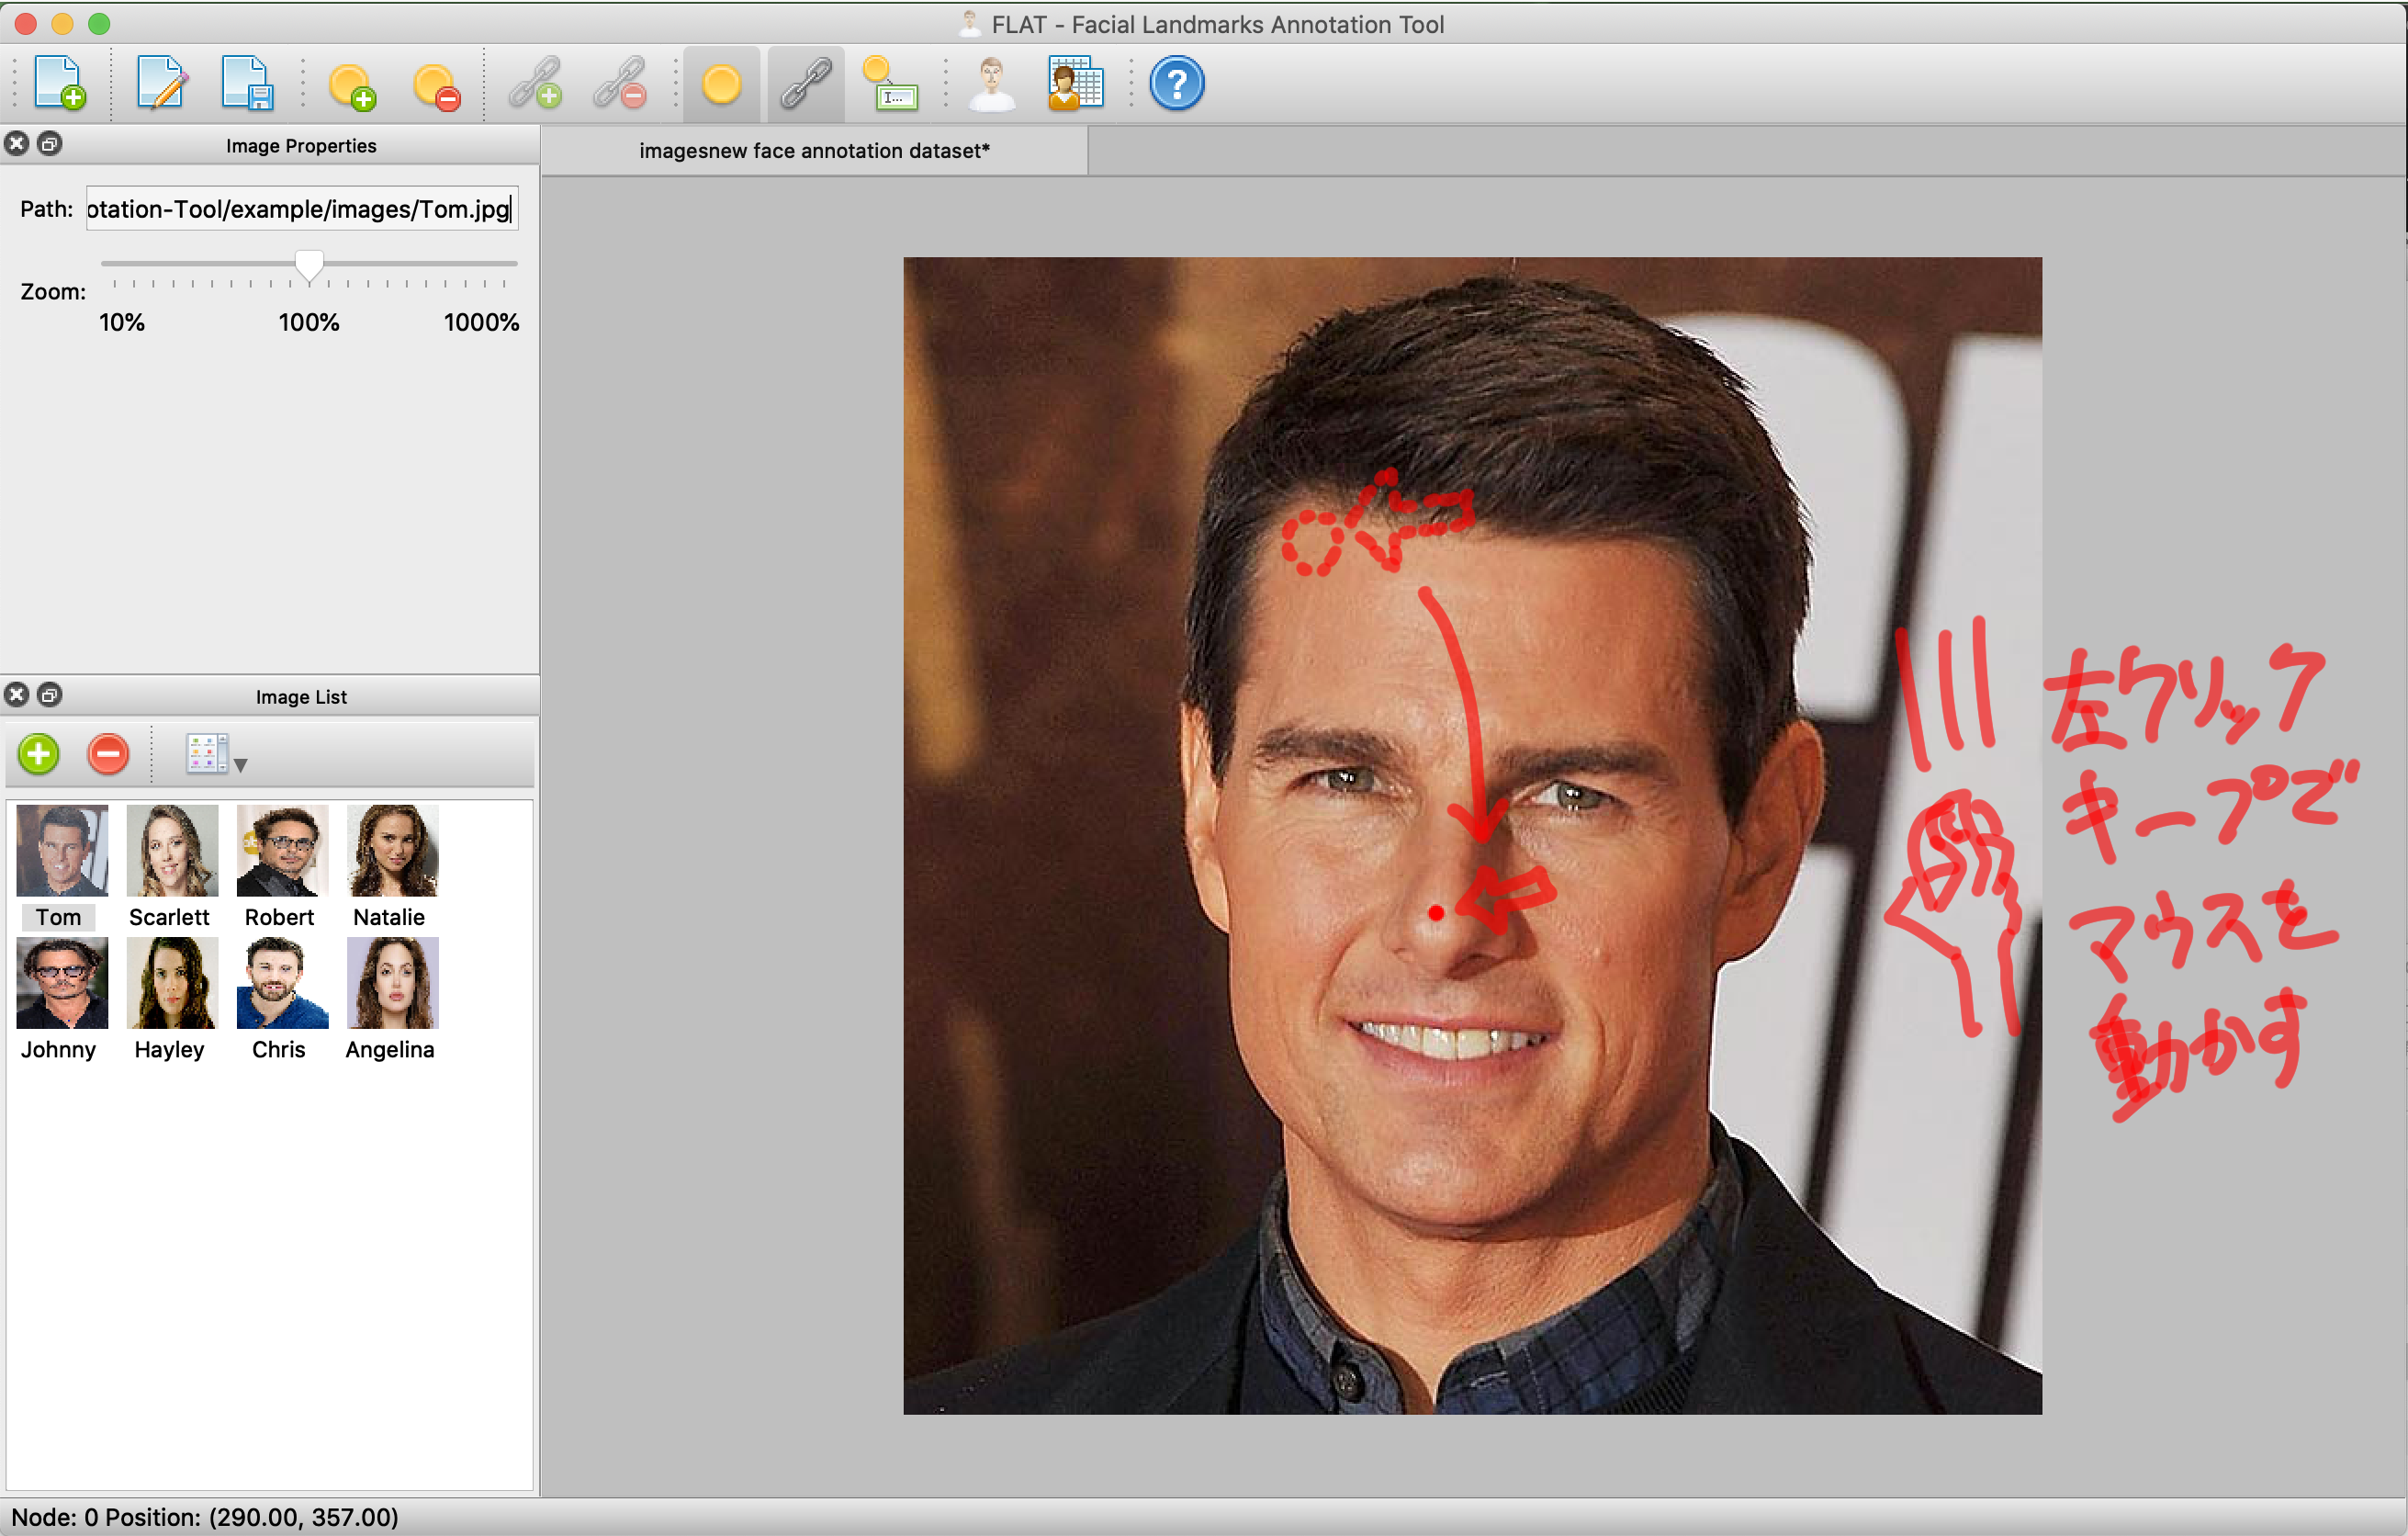 FLAT - Facial Landmarks Annotation Tool
I...
?
Image Properties
imagesnew face annotation dataset*
Path: otation-Tool/example/images/Tom.jpg
Zoom:
10% 100% 1000%
Image List
Tom Scarlett Robert Natalie
Johnny Hayley Chris Angelina
左クリック
キープで
マウスを
動かす
Node: 0 Position: (290.00, 357.00)